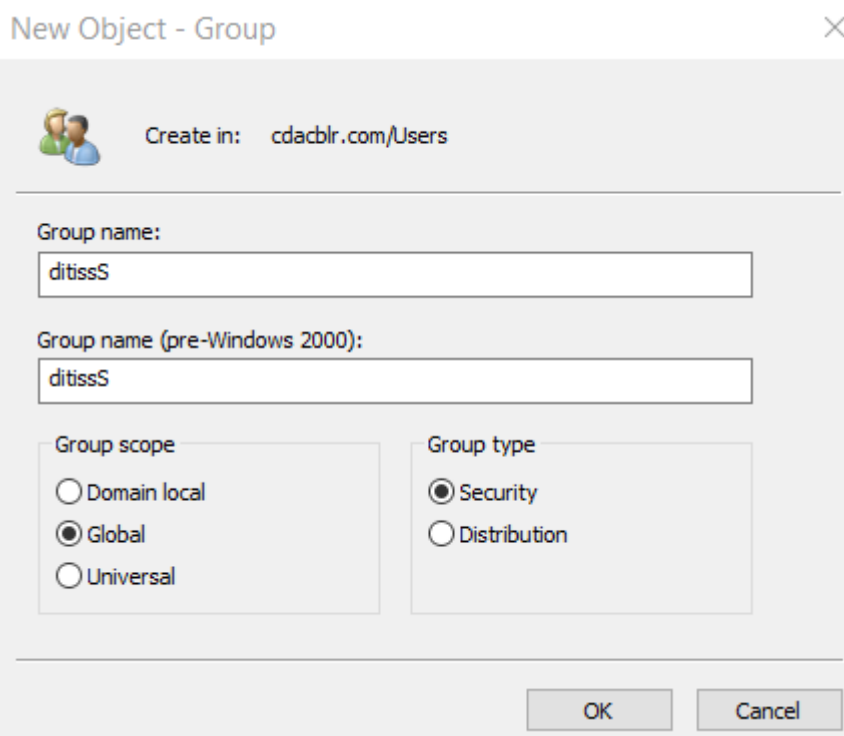 New Object - Group
Create in: cdacblr.com/Users
Group name:
ditissS
Group name (pre-Windows 2000):
ditissS
Group scope
Domain local
Global
Universal
Group type
Security
Distribution
OK Cancel